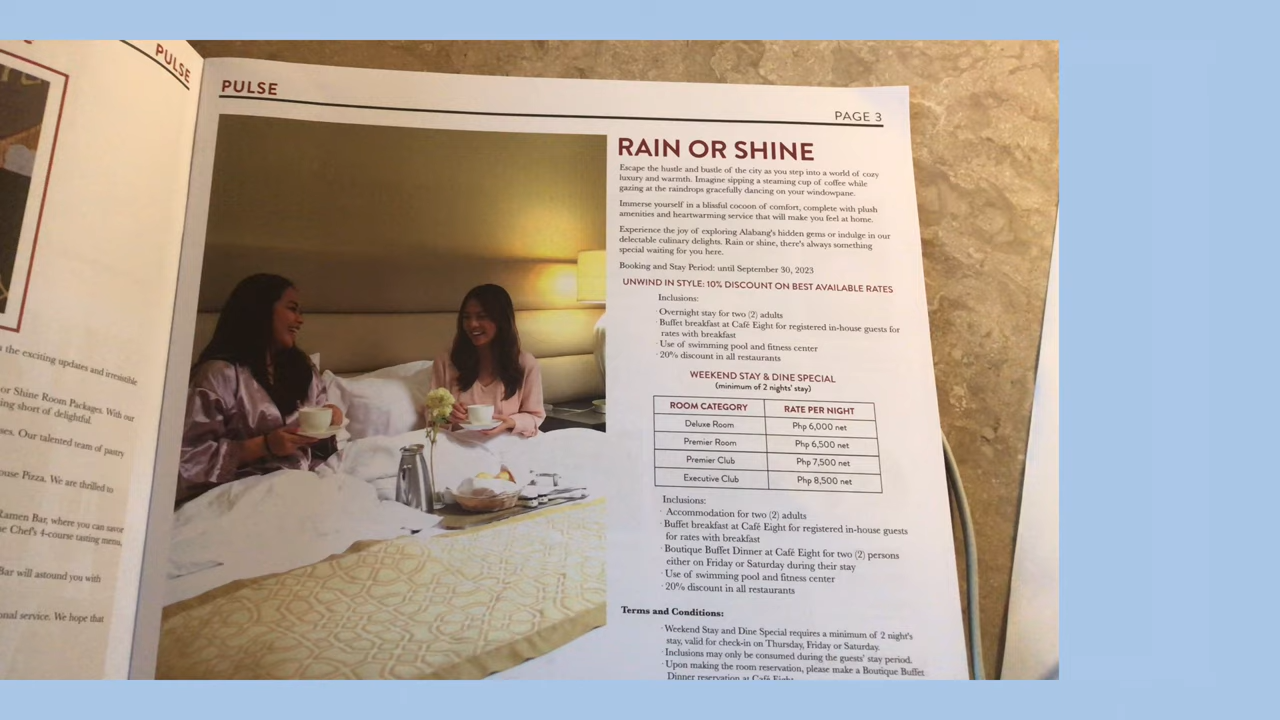 PULSE
the exciting updates and irresistible
or Shine Room Packages. With our
ing short of delightful.
ses. Our talented team of pastry
ouse Pizza. We are thrilled to
Ramen Bar, where you can savor
e Chef's 4-course tasting menu,
Bar will astound you with
onal service. We hope that
PULSE
PAGE 3
RAIN OR SHINE
Escape the hustle and bustle of the city as you step into a world of cozy
luxury and warmth. Imagine sipping a steaming cup of coffee while
gazing at the raindrops gracefully dancing on your windowpane.
Immerse yourself in a blissful cocoon of comfort, complete with plush
amenities and heartwarming service that will make you feel at home.
Experience the joy of exploring Alabang's hidden gems or indulge in our
delectable culinary delights. Rain or shine, there's always something
special waiting for you here.
Booking and Stay Period: until September 30, 2023
UNWIND IN STYLE: 10% DISCOUNT ON BEST AVAILABLE RATES
Inclusions:
· Overnight stay for two (2) adults
· Buffet breakfast at Cafè Eight for registered in-house guests for
rates with breakfast
· Use of swimming pool and fitness center
· 20% discount in all restaurants
WEEKEND STAY & DINE SPECIAL
(minimum of 2 nights' stay)
ROOM CATEGORY RATE PER NIGHT
Deluxe Room Php 6,000 net
Premier Room Php 6,500 net
Premier Club Php 7,500 net
Executive Club Php 8,500 net
Inclusions:
· Accommodation for two (2) adults
· Buffet breakfast at Cafè Eight for registered in-house guests
for rates with breakfast
· Boutique Buffet Dinner at Cafè Eight for two (2) persons
either on Friday or Saturday during their stay
· Use of swimming pool and fitness center
· 20% discount in all restaurants
Terms and Conditions:
· Weekend Stay and Dine Special requires a minimum of 2 night's
stay, valid for check-in on Thursday, Friday or Saturday.
· Inclusions may only be consumed during the guests' stay period.
· Upon making the room reservation, please make a Boutique Buffet
Dinner reservation at Cafè Eight